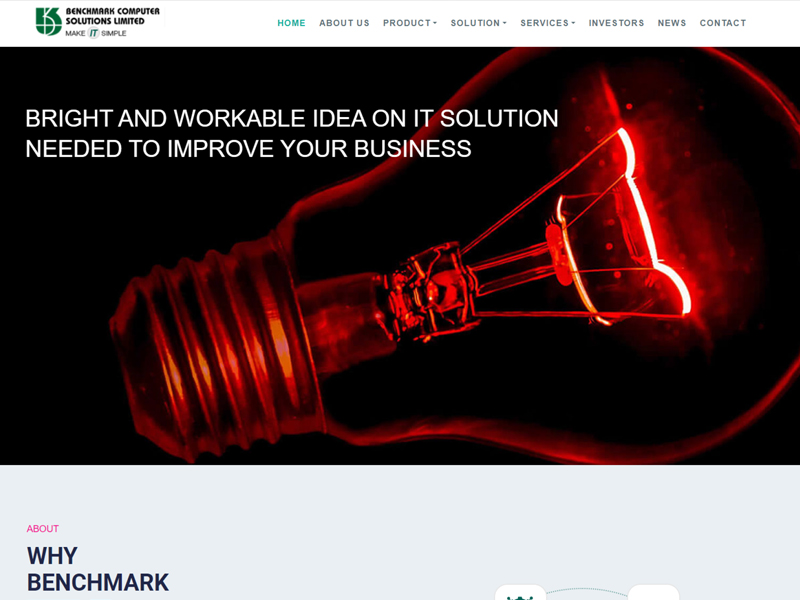 BENCHMARK COMPUTER
SOLUTIONS LIMITED
MAKE IT SIMPLE
HOME ABOUT US PRODUCT SOLUTION SERVICES INVESTORS NEWS CONTACT
BRIGHT AND WORKABLE IDEA ON IT SOLUTION
NEEDED TO IMPROVE YOUR BUSINESS
ABOUT
WHY
BENCHMARK